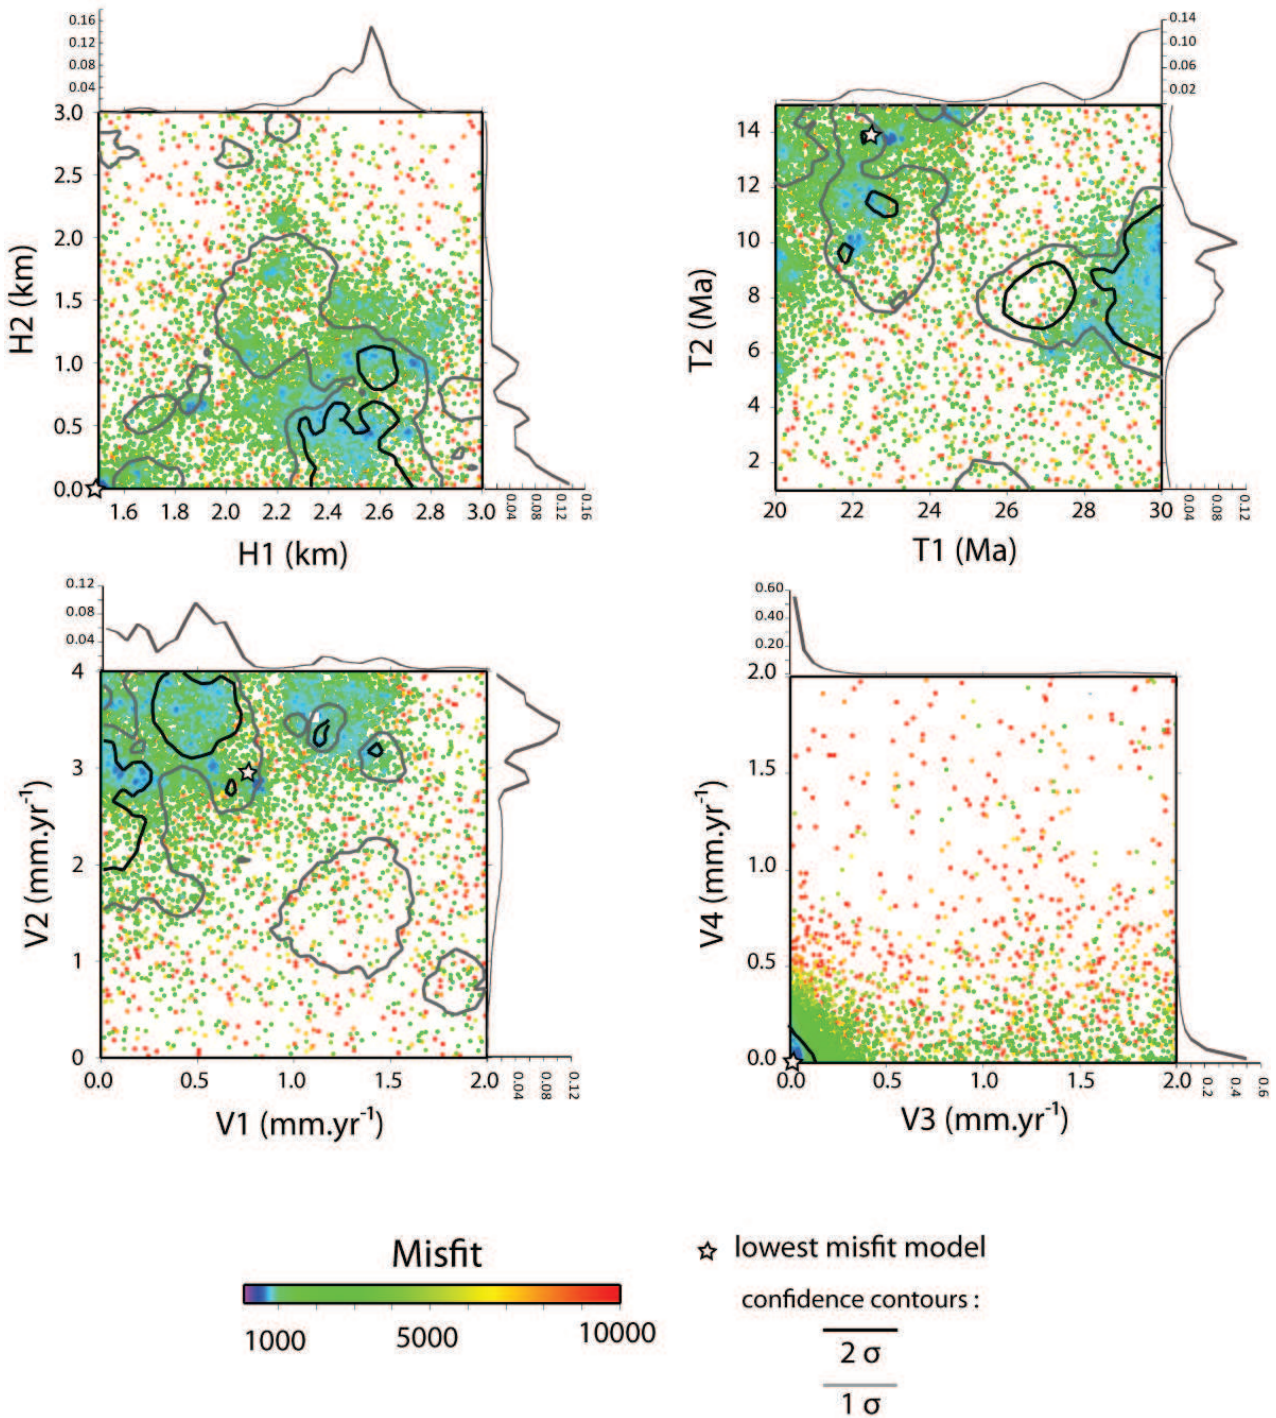 0.16
0.12
0.08
0.04
3.0
2.5
2.0
1.5
1.0
0.5
0.0
H2 (km)
1.6 1.8 2.0 2.2 2.4 2.6 2.8 3.0
0.04 0.08 0.12 0.16
H1 (km)
0.14
0.10
0.06
0.02
14
12
10
8
6
4
2
T2 (Ma)
20 22 24 26 28 30
0.04 0.08 0.12
T1 (Ma)
0.12
0.08
0.04
4
3
2
1
0
V2 (mm.yr-1)
0.0 0.5 1.0 1.5 2.0
0.04 0.08 0.12
V1 (mm.yr-1)
0.60
0.40
0.20
2.0
1.5
1.0
0.5
0.0
V4 (mm.yr-1)
0.0 0.5 1.0 1.5 2.0
0.2 0.4 0.6
V3 (mm.yr-1)
Misfit
1000 5000 10000
lowest misfit model
confidence contours :
2 σ
1 σ